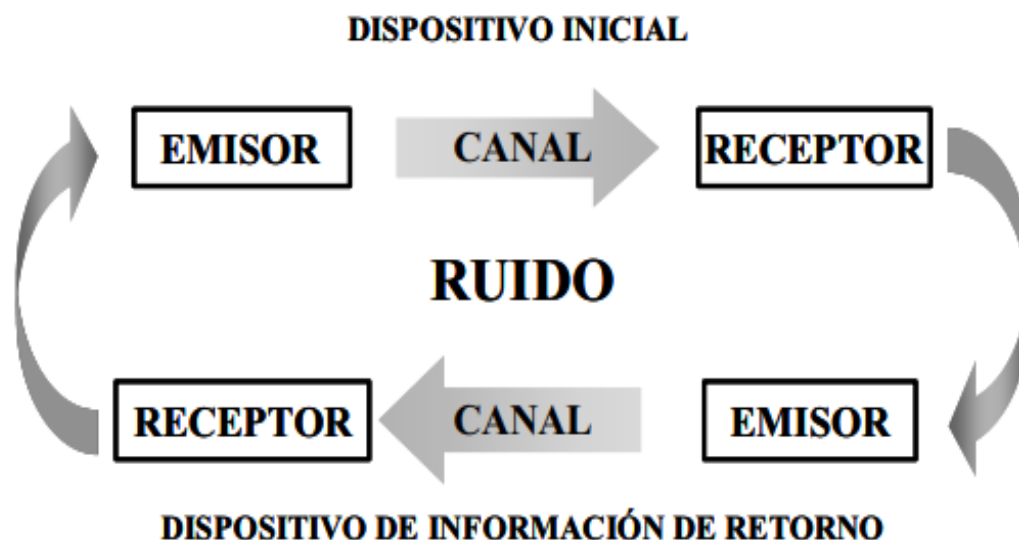 DISPOSITIVO INICIAL
EMISOR CANAL RECEPTOR
RUIDO
RECEPTOR CANAL EMISOR
DISPOSITIVO DE INFORMACIÓN DE RETORNO